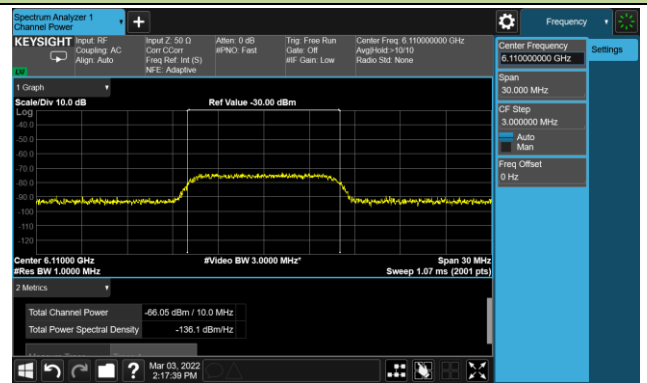 Spectrum Analyzer 1
Channel Power
Frequency
KEYSIGHT
Input: RF
Coupling: AC
Align: Auto
Input Z: 50 Ω
Corr CCorr
Freq Ref: Int (S)
NFE: Adaptive
Atten: 0 dB
#PNO: Fast
Trig: Free Run
Gate: Off
#IF Gain: Low
Center Freq: 6.110000000 GHz
Avg|Hold:>10/10
Radio Std: None
Center Frequency
6.110000000 GHz
Settings
Span
30.000 MHz
CF Step
3.000000 MHz
Auto
Man
Freq Offset
0 Hz
1 Graph
Scale/Div 10.0 dB
Ref Value -30.00 dBm
Log
-40.0
-50.0
-60.0
-70.0
-80.0
-90.0
-100
-110
-120
Center 6.11000 GHz
#Video BW 3.0000 MHz*
Span 30 MHz
#Res BW 1.0000 MHz
Sweep 1.07 ms (2001 pts)
2 Metrics
Total Channel Power
-66.05 dBm / 10.0 MHz
Total Power Spectral Density
-136.1 dBm/Hz
?
Mar 03, 2022
2:17:39 PM